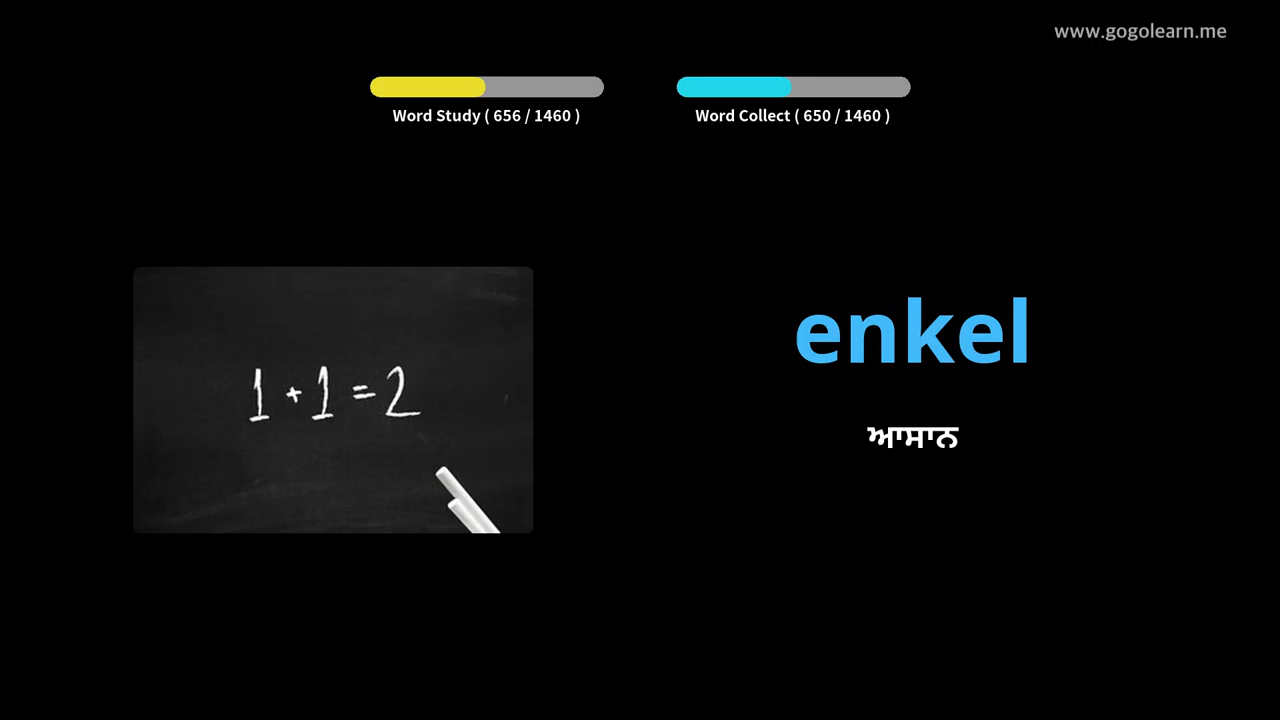 www.gogolearn.me
Word Study ( 656 / 1460 )
Word Collect ( 650 / 1460 )
1 + 1 = 2
enkel
ਆਸਾਨ